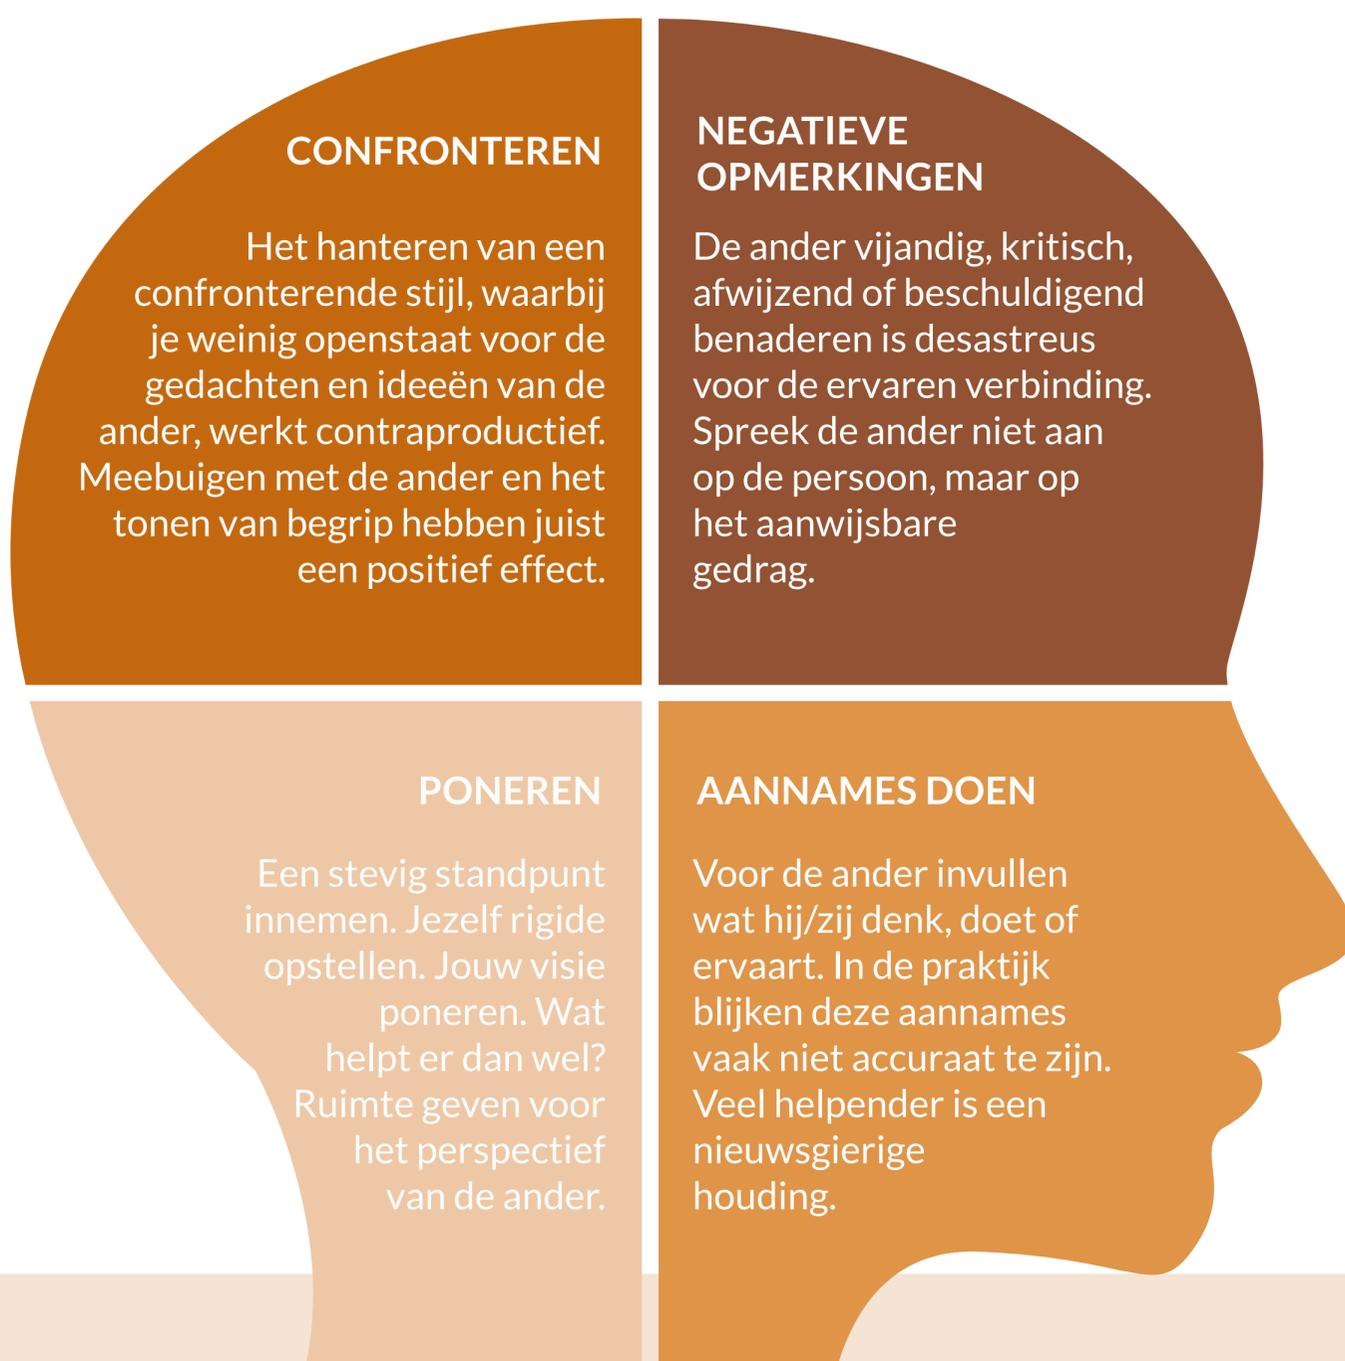 CONFRONTEREN
Het hanteren van een
confronterende stijl, waarbij
je weinig openstaat voor de
gedachten en ideeën van de
ander, werkt contraproductief.
Meebuigen met de ander en het
tonen van begrip hebben juist
een positief effect.
NEGATIEVE
OPMERKINGEN
De ander vijandig, kritisch,
afwijzend of beschuldigend
benaderen is desastreus
voor de ervaren verbinding.
Spreek de ander niet aan
op de persoon, maar op
het aanwijsbare
gedrag.
PONEREN
Een stevig standpunt
innemen. Jezelf rigide
opstellen. Jouw visie
poneren. Wat
helpt er dan wel?
Ruimte geven voor
het perspectief
van de ander.
AANNAMES DOEN
Voor de ander invullen
wat hij/zij denk, doet of
ervaart. In de praktijk
blijken deze aannames
vaak niet accuraat te zijn.
Veel helpender is een
nieuwsgierige
houding.